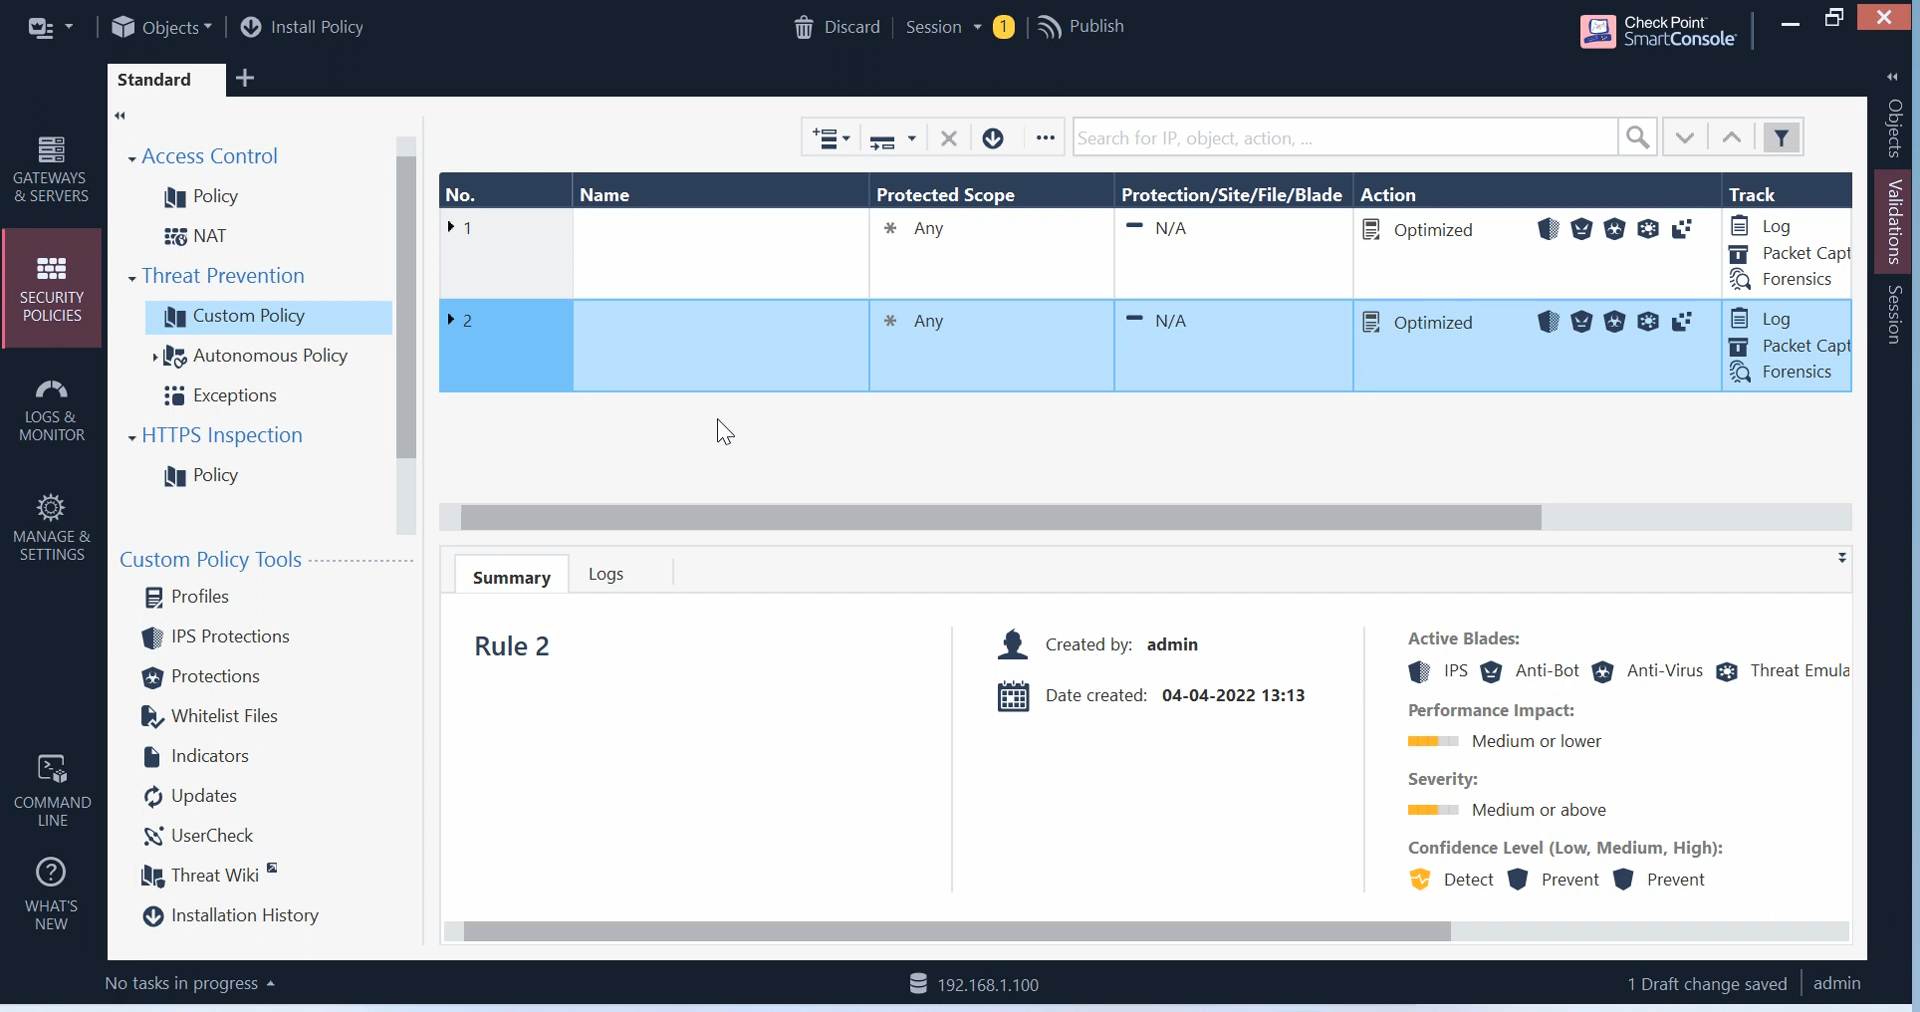 Objects
Install Policy
Discard
Session
1
Publish
Check Point
SmartConsole
Standard
GATEWAYS
& SERVERS
SECURITY
POLICIES
LOGS &
MONITOR
MANAGE &
SETTINGS
COMMAND
LINE
WHAT'S
NEW
Access Control
Policy
NAT
Threat Prevention
Custom Policy
Autonomous Policy
Exceptions
HTTPS Inspection
Policy
Custom Policy Tools
Profiles
IPS Protections
Protections
Whitelist Files
Indicators
Updates
UserCheck
Threat Wiki
Installation History
Search for IP, object, action, ...
No. Name Protected Scope Protection/Site/File/Blade Action Track
1 * Any N/A Optimized Log
Packet Capt
Forensics
2 * Any N/A Optimized Log
Packet Capt
Forensics
Summary Logs
Rule 2
Created by: admin
Date created: 04-04-2022 13:13
Active Blades:
IPS Anti-Bot Anti-Virus Threat Emula
Performance Impact:
Medium or lower
Severity:
Medium or above
Confidence Level (Low, Medium, High):
Detect Prevent Prevent
Objects
Validations
Session
No tasks in progress
192.168.1.100
1 Draft change saved
admin